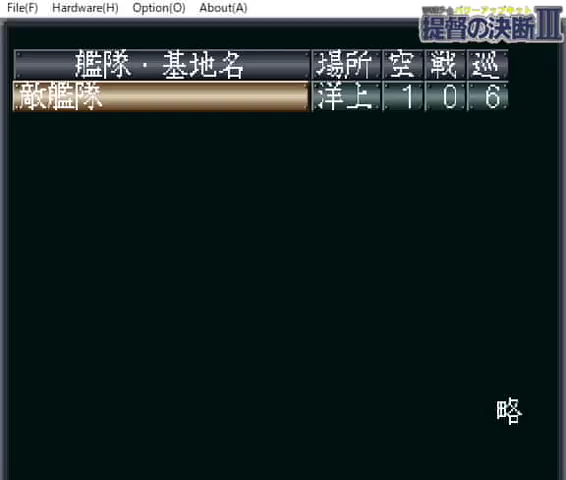 File(F) Hardware(H) Option(O) About(A)
パワーアップキット
提督の決断III
艦隊・基地名 場所 空 戦 巡
敵艦隊 洋上 1 0 6
略